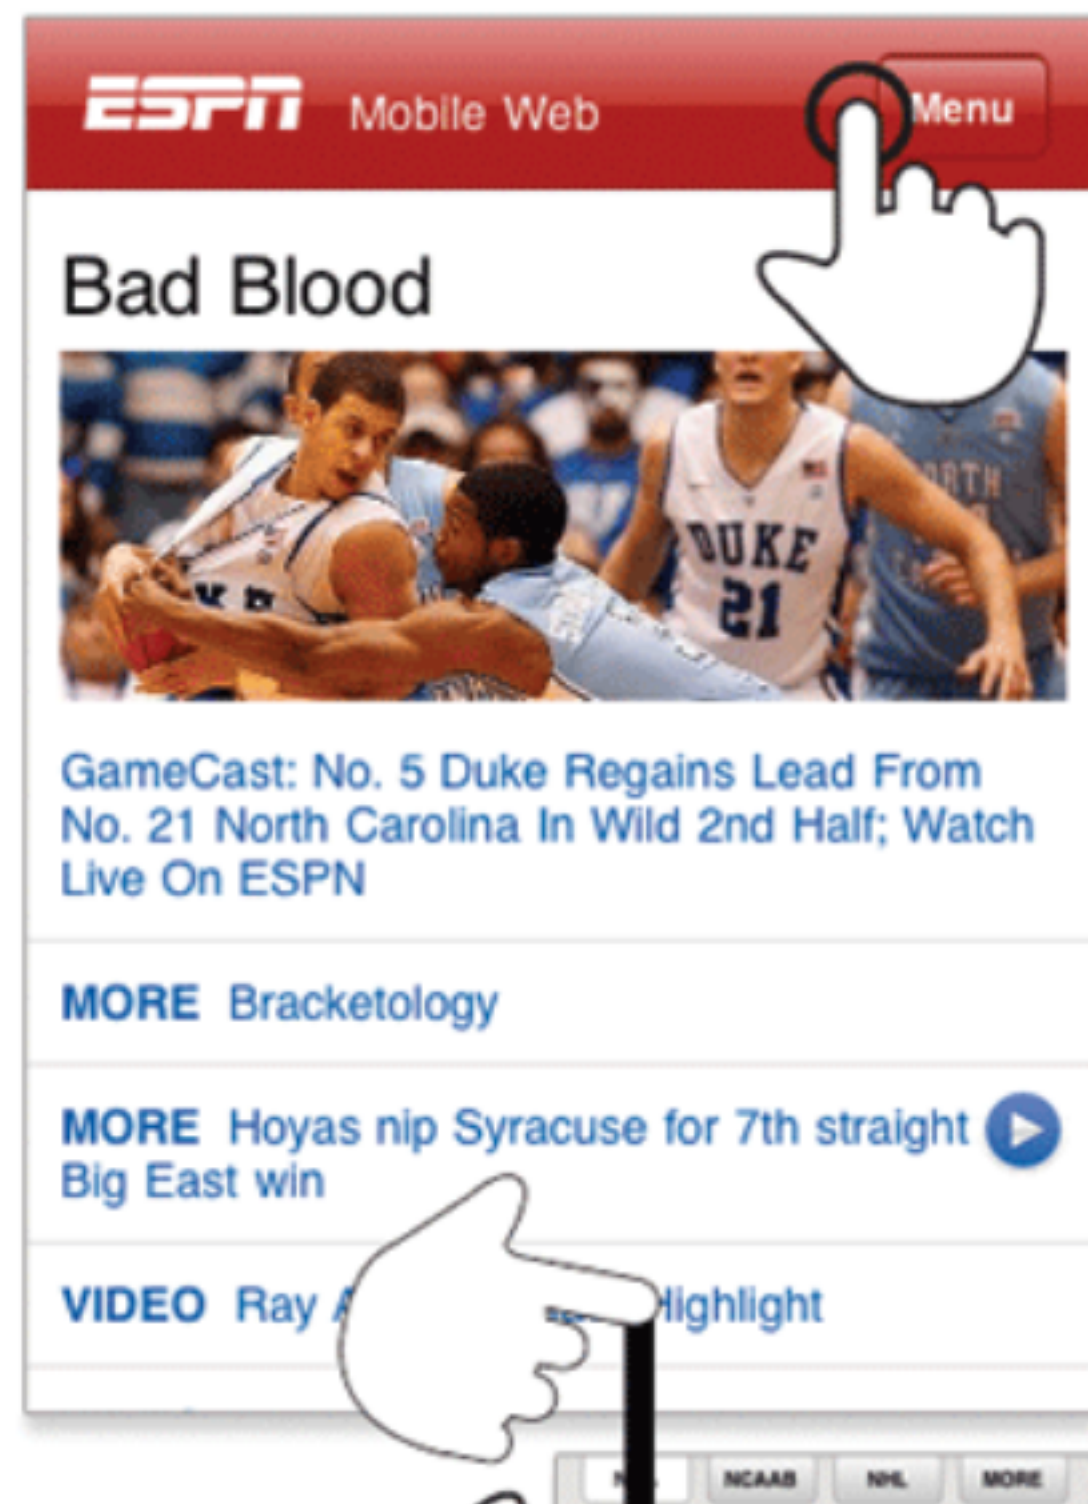 ESPN Mobile Web Menu
Bad Blood
DUKE
21
GameCast: No. 5 Duke Regains Lead From
No. 21 North Carolina In Wild 2nd Half; Watch
Live On ESPN
MORE Bracketology
MORE Hoyas nip Syracuse for 7th straight
Big East win
VIDEO Ray Highlight
NCAAB NHL MORE